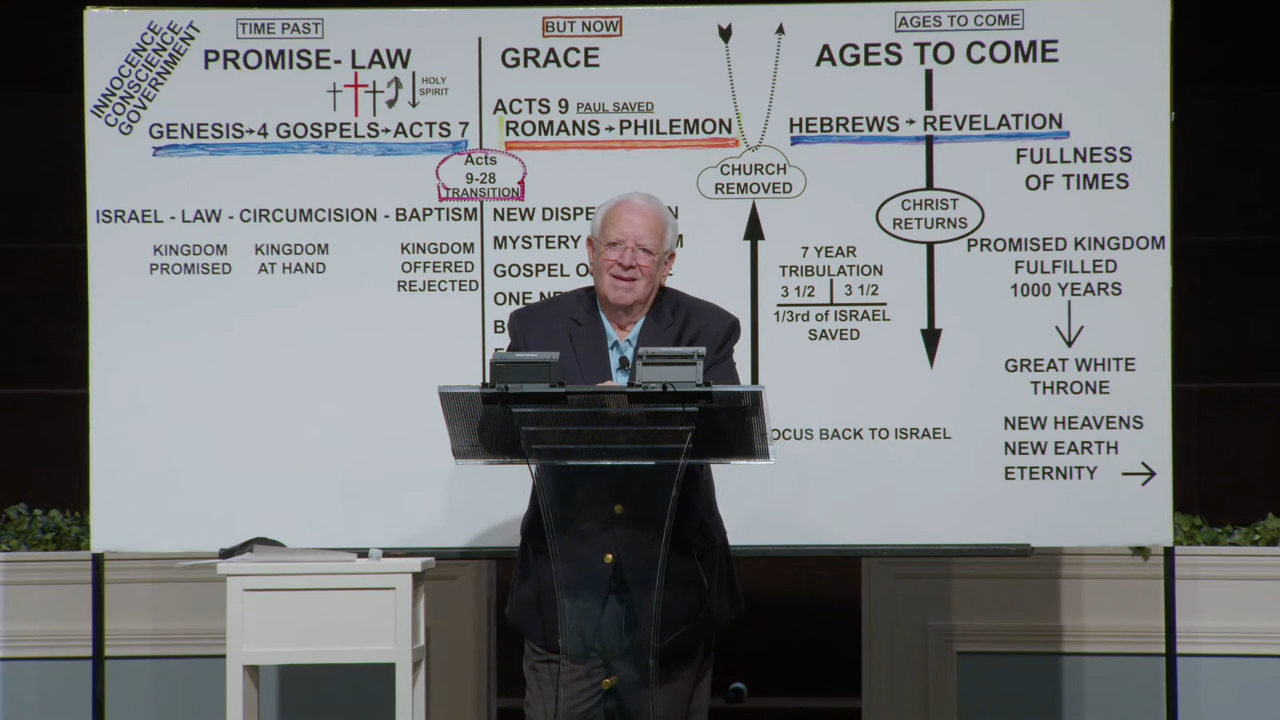 INNOCENCE
CONSCIENCE
GOVERNMENT
TIME PAST
PROMISE- LAW
HOLY
SPIRIT
GENESIS→4 GOSPELS→ACTS 7
BUT NOW
GRACE
ACTS 9 PAUL SAVED
ROMANS→PHILEMON
AGES TO COME
AGES TO COME
HEBREWS→REVELATION
Acts
9-28
TRANSITION
CHURCH
REMOVED
FULLNESS
OF TIMES
CHRIST
RETURNS
ISRAEL - LAW - CIRCUMCISION - BAPTISM
KINGDOM
PROMISED
KINGDOM
AT HAND
KINGDOM
OFFERED
REJECTED
NEW
MYSTERY
GOSPEL
ONE
7 YEAR
TRIBULATION
3 1/2 3 1/2
1/3rd of ISRAEL
SAVED
PROMISED KINGDOM
FULFILLED
1000 YEARS
GREAT WHITE
THRONE
BACK TO ISRAEL
NEW HEAVENS
NEW EARTH
ETERNITY →